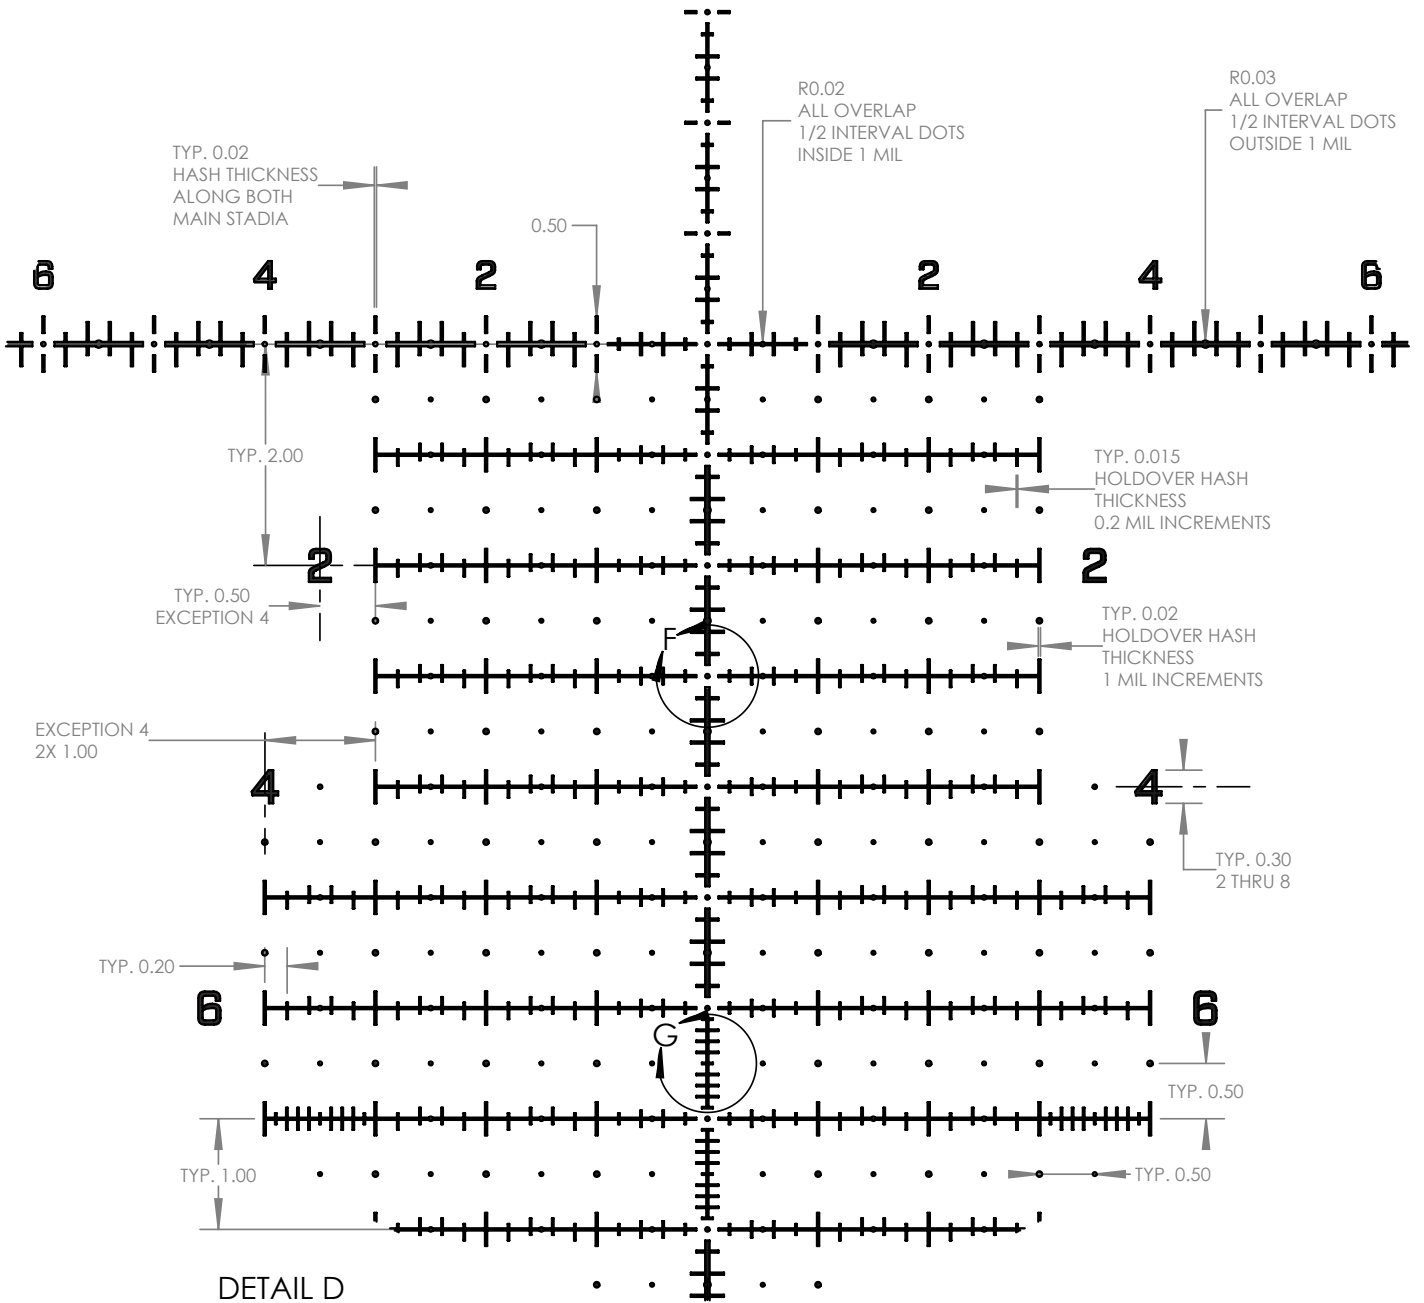 R0.02
ALL OVERLAP
1/2 INTERVAL DOTS
INSIDE 1 MIL
R0.03
ALL OVERLAP
1/2 INTERVAL DOTS
OUTSIDE 1 MIL
TYP. 0.02
HASH THICKNESS
ALONG BOTH
MAIN STADIA
0.50
6 4 2 2 4 6
TYP. 2.00
TYP. 0.015
HOLDOVER HASH
THICKNESS
0.2 MIL INCREMENTS
2 2
TYP. 0.50
EXCEPTION 4
F
TYP. 0.02
HOLDOVER HASH
THICKNESS
1 MIL INCREMENTS
EXCEPTION 4
2X 1.00
4 4
TYP. 0.30
2 THRU 8
TYP. 0.20
6 6
G
TYP. 0.50
TYP. 1.00
TYP. 0.50
DETAIL D